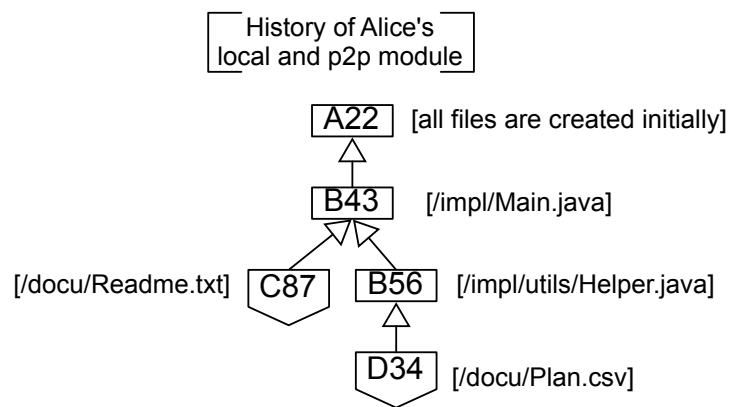 History of Alice's
local and p2p module
A22 [all files are created initially]
B43 [/impl/Main.java]
[/docu/Readme.txt] C87 B56 [/impl/utils/Helper.java]
D34 [/docu/Plan.csv]